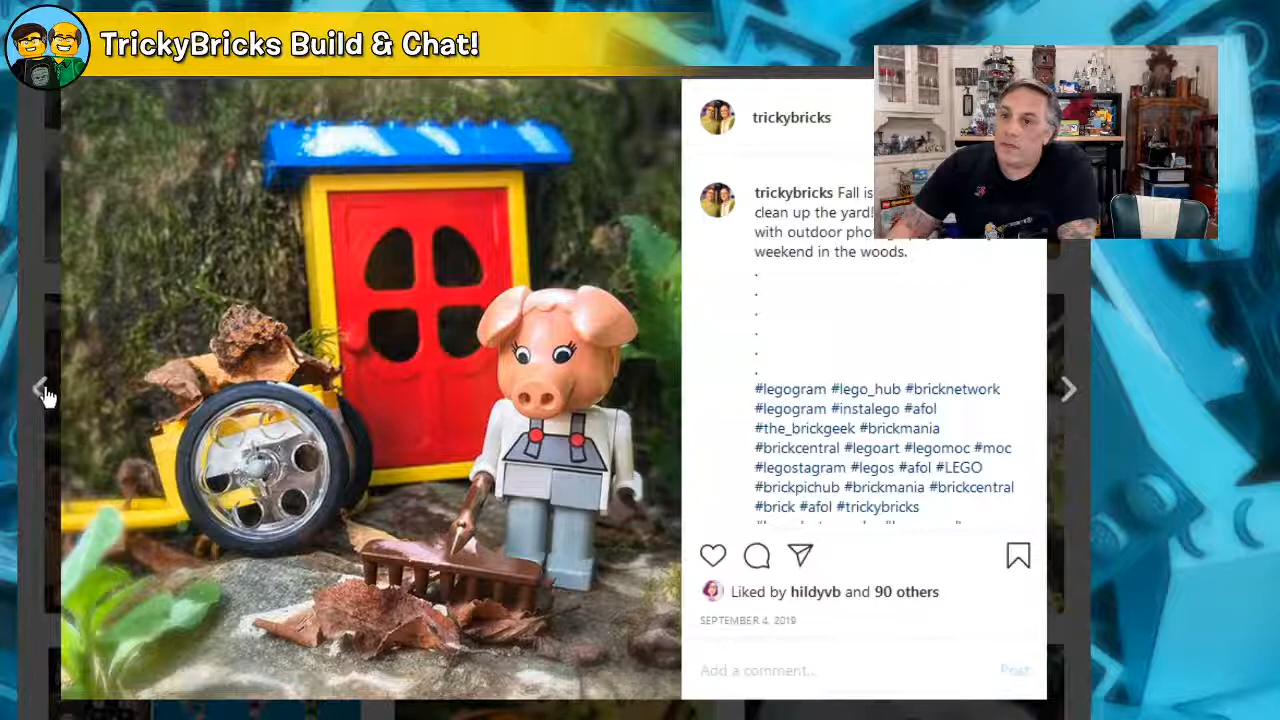 TrickyBricks Build & Chat!
trickybricks
trickybricks Fall is
clean up the yard!
with outdoor
weekend in the woods.
.
.
.
.
.
.
#legogram #lego_hub #bricknetwork
#legogram #instalego #afol
#the_brickgeek #brickmania
#brickcentral #legoart #legomoc #moc
#legostagram #legos #afol #LEGO
#brickpichub #brickmania #brickcentral
#brick #afol #trickybricks
Liked by hildyvb and 90 others
SEPTEMBER 4, 2019
Add a comment... Post